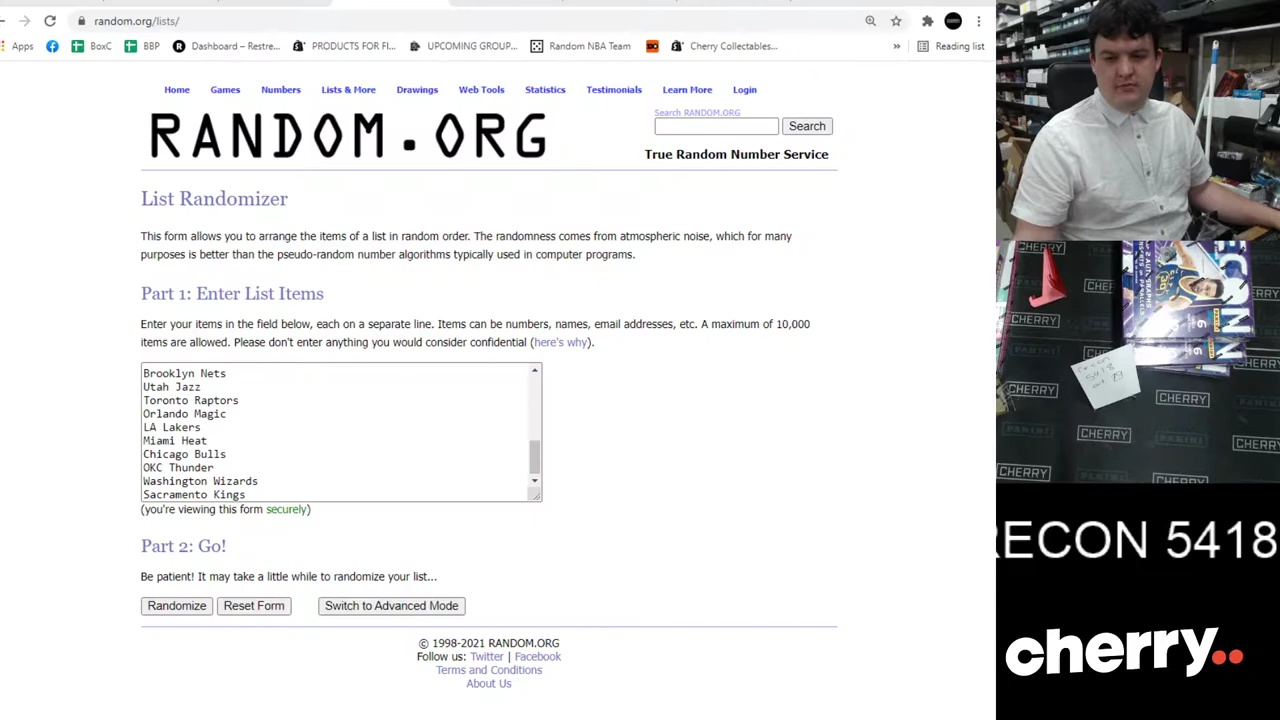 random.org/lists/
Apps
BoxC
BBP
Dashboard – Restre...
PRODUCTS FOR FI...
UPCOMING GROUP...
Random NBA Team
Cherry Collectables...
»
Reading list
Home
Games
Numbers
Lists & More
Drawings
Web Tools
Statistics
Testimonials
Learn More
Login
Search RANDOM.ORG
Search
RANDOM.ORG
True Random Number Service
List Randomizer
This form allows you to arrange the items of a list in random order. The randomness comes from atmospheric noise, which for many
purposes is better than the pseudo-random number algorithms typically used in computer programs.
Part 1: Enter List Items
Enter your items in the field below, each on a separate line. Items can be numbers, names, email addresses, etc. A maximum of 10,000
items are allowed. Please don't enter anything you would consider confidential (here's why).
Brooklyn Nets
Utah Jazz
Toronto Raptors
Orlando Magic
LA Lakers
Miami Heat
Chicago Bulls
OKC Thunder
Washington Wizards
Sacramento Kings
(you're viewing this form securely)
Part 2: Go!
Be patient! It may take a little while to randomize your list...
Randomize
Reset Form
Switch to Advanced Mode
© 1998-2021 RANDOM.ORG
Follow us: Twitter | Facebook
Terms and Conditions
About Us
CHERRY
CHERRY
CHERRY
CHERRY
CHERRY
CHERRY
PANINI
Recon
5418
RECON 5418
cherry..